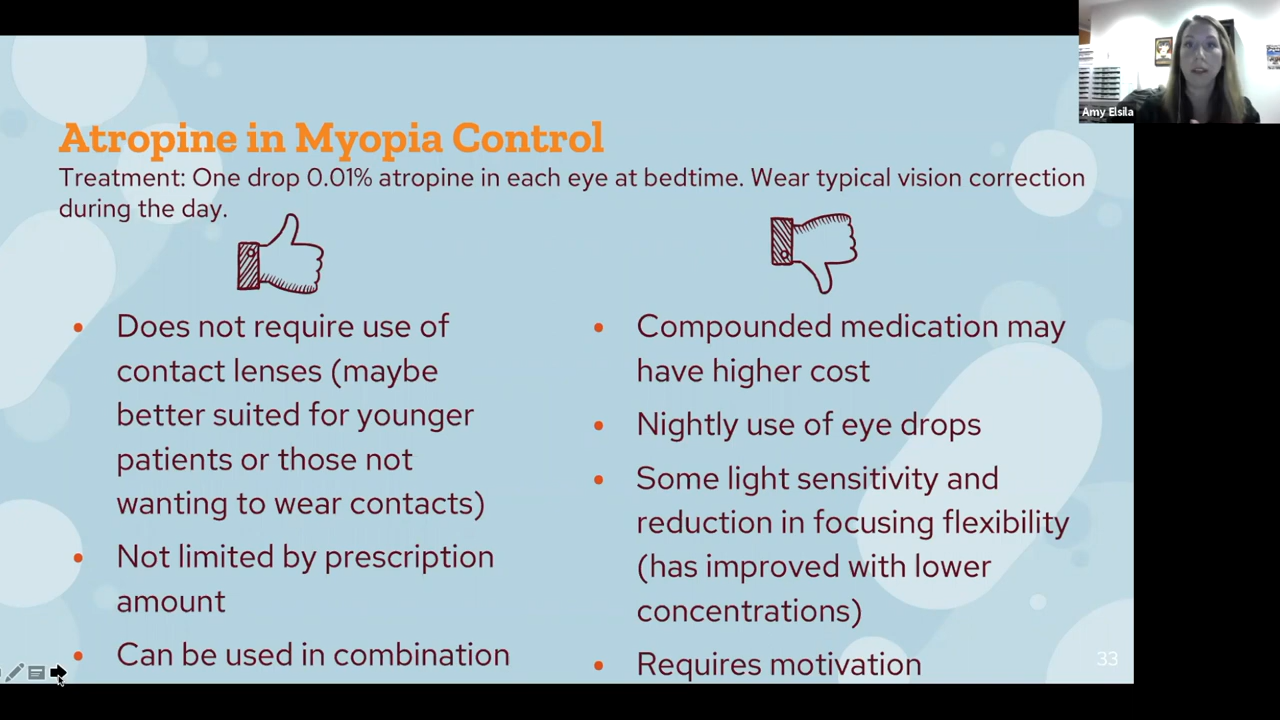 Atropine in Myopia Control
Treatment: One drop 0.01% atropine in each eye at bedtime. Wear typical vision correction
during the day.
• Does not require use of
contact lenses (maybe
better suited for younger
patients or those not
wanting to wear contacts)
• Not limited by prescription
amount
• Can be used in combination
• Compounded medication may
have higher cost
• Nightly use of eye drops
• Some light sensitivity and
reduction in focusing flexibility
(has improved with lower
concentrations)
• Requires motivation
33
Amy Elsila